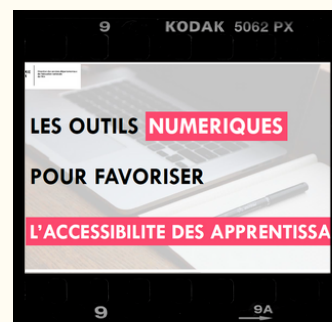 9 KODAK 5062 PX
LES OUTILS NUMERIQUES
POUR FAVORISER
L'ACCESSIBILITE DES APPRENTISSA
9 9A